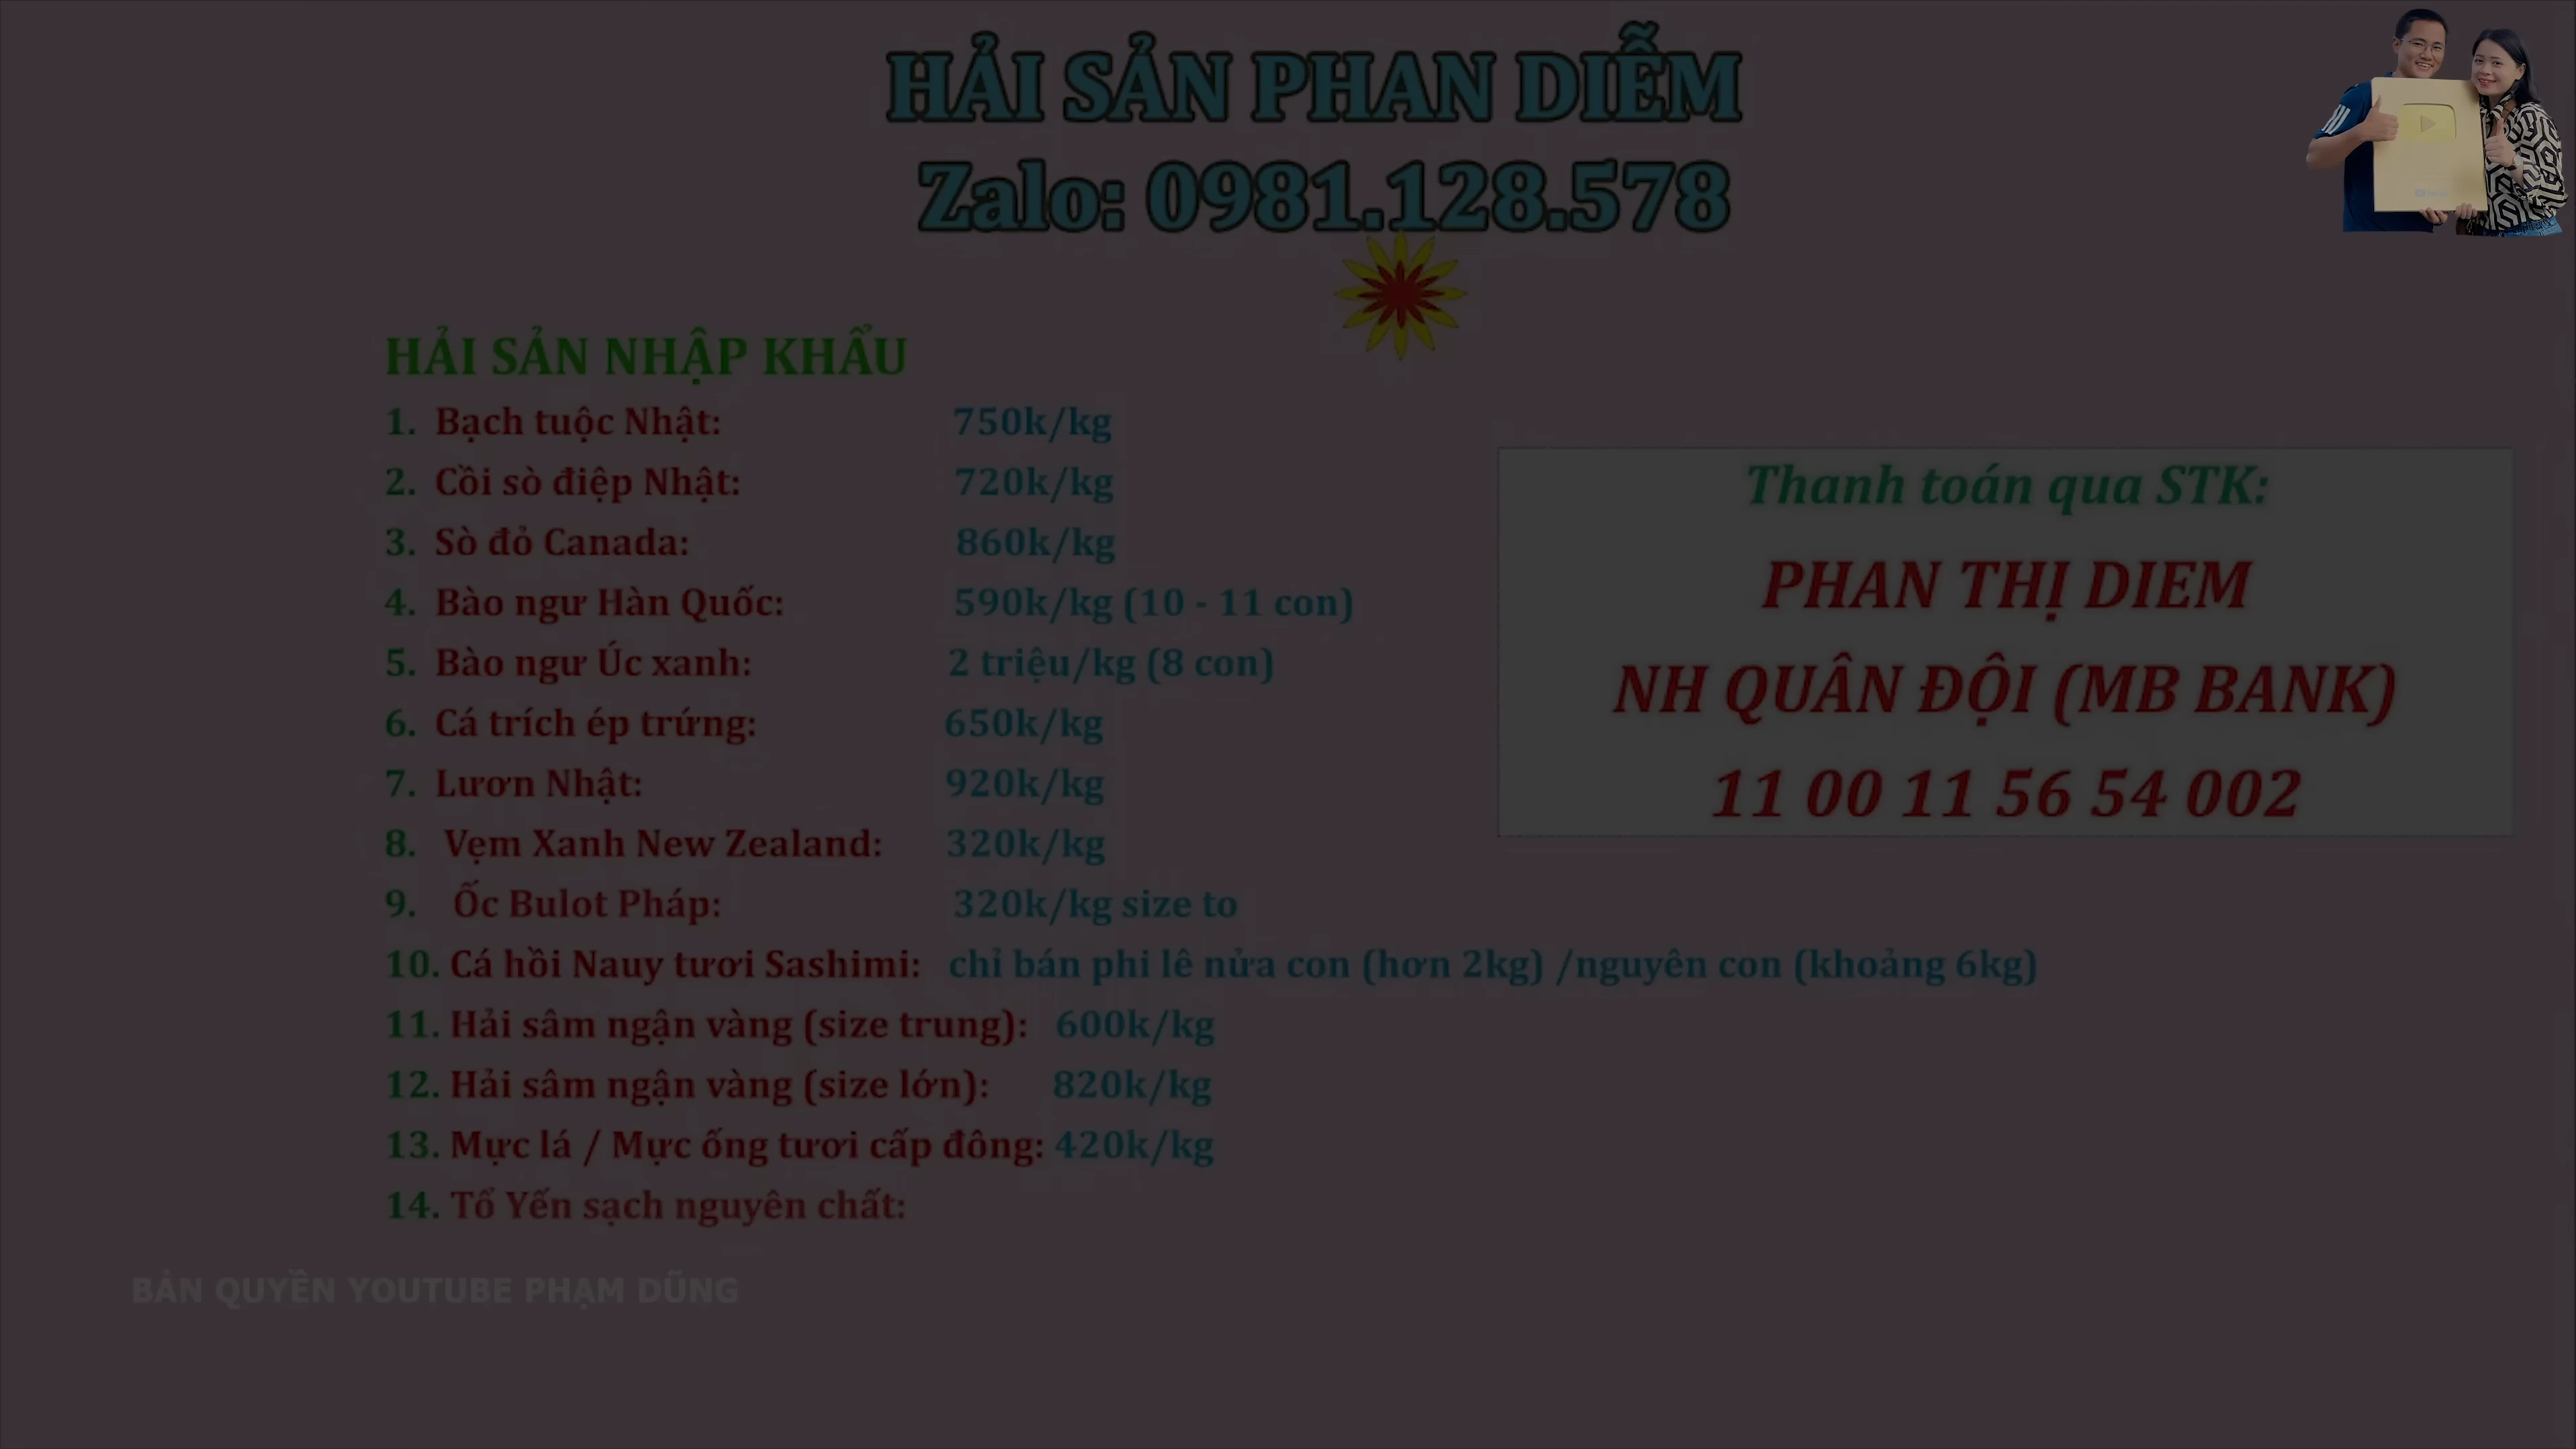 HẢI SẢN PHAN DIỄM
Zalo: 0981.128.578
HẢI SẢN NHẬP KHẨU
1. Bạch tuộc Nhật: 750k/kg
2. Cồi sò điệp Nhật: 720k/kg
3. Sò đỏ Canada: 860k/kg
4. Bào ngư Hàn Quốc: 590k/kg (10 - 11 con)
5. Bào ngư Úc xanh: 2 triệu/kg (8 con)
6. Cá trích ép trứng: 650k/kg
7. Lươn Nhật: 920k/kg
8. Vẹm Xanh New Zealand: 320k/kg
9. Ốc Bulot Pháp: 320k/kg size to
10. Cá hồi Nauy tươi Sashimi: chỉ bán phi lê nửa con (hơn 2kg) /nguyên con (khoảng 6kg)
11. Hải sâm ngận vàng (size trung): 600k/kg
12. Hải sâm ngận vàng (size lớn): 820k/kg
13. Mực lá / Mực ống tươi cấp đông: 420k/kg
14. Tổ Yến sạch nguyên chất:
Thanh toán qua STK:
PHAN THỊ DIEM
NH QUÂN ĐỘI (MB BANK)
11 00 11 56 54 002
BẢN QUYỀN YOUTUBE PHẠM DŨNG